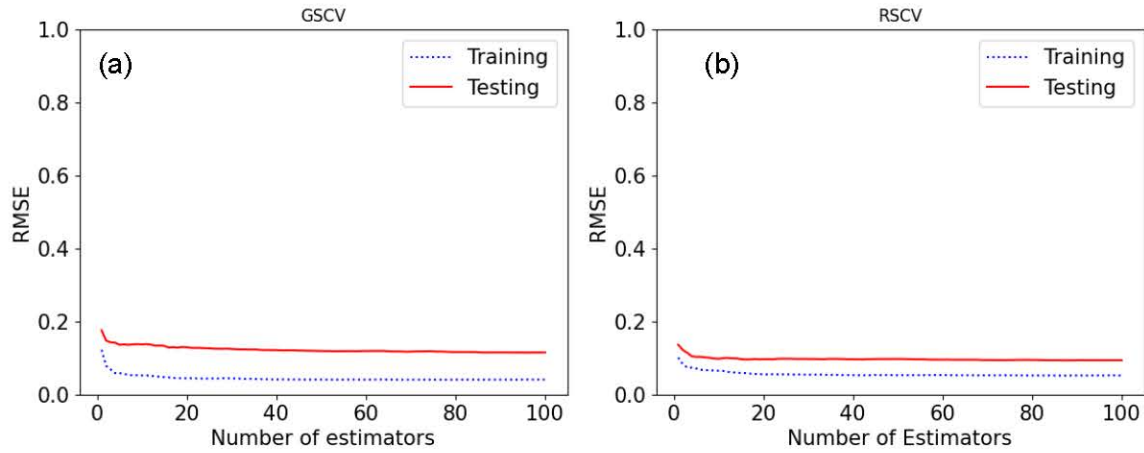 GSCV
(a)
Training
Testing
RMSE
1.0
0.8
0.6
0.4
0.2
0.0
0 20 40 60 80 100
Number of estimators
RSCV
(b)
Training
Testing
RMSE
1.0
0.8
0.6
0.4
0.2
0.0
0 20 40 60 80 100
Number of Estimators